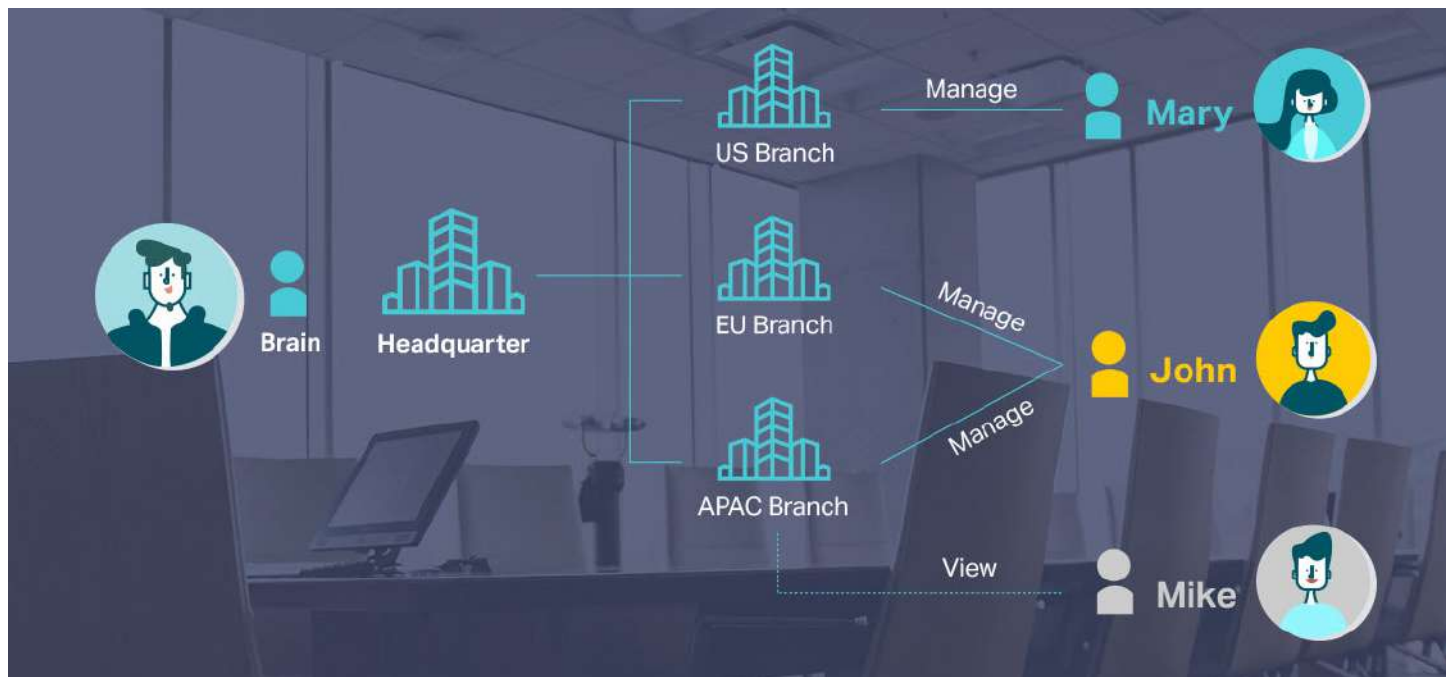 Manage
Mary
US Branch
Brain
Headquarter
EU Branch
Manage
John
Manage
APAC Branch
View
Mike